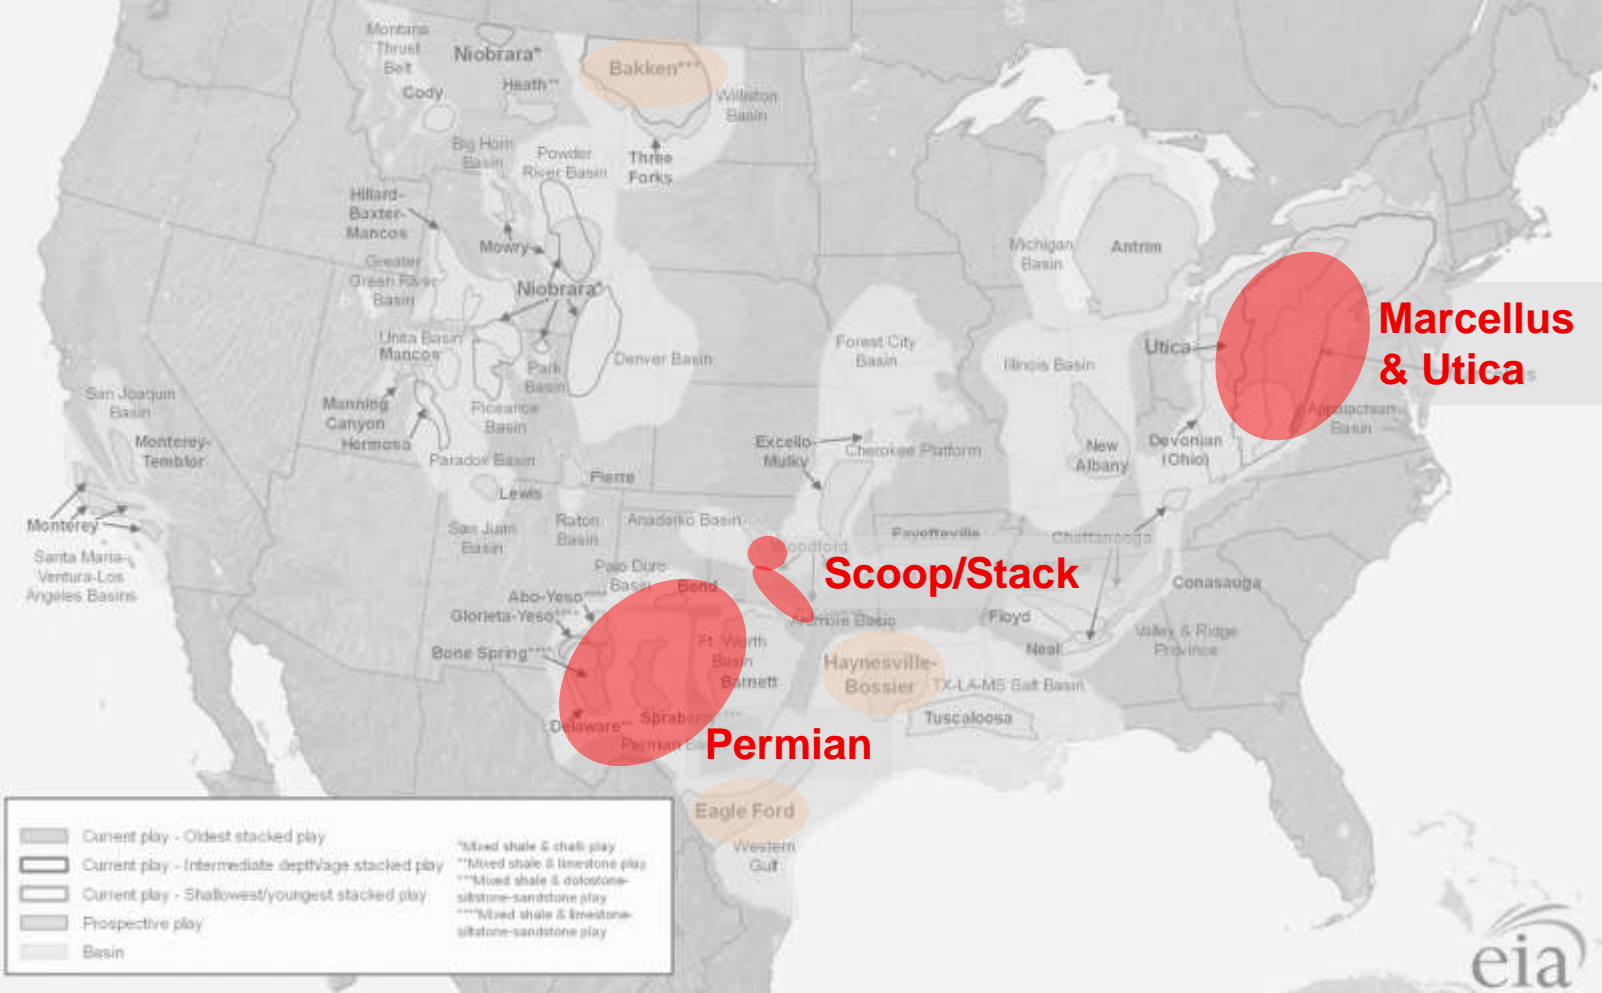 Montana
Thrust
Belt
Niobrara*
Heath**
Cody
Bakken***
Williston
Basin
Big Horn
Basin
Powder
River Basin
Three
Forks
Hillard-
Baxter-
Mancos
Mowry
Greater
Green River
Basin
Niobrara*
Michigan
Basin
Antrim
Uinta Basin
Mancos
Park
Basin
Denver Basin
Forest City
Basin
Illinois Basin
Utica
Marcellus
& Utica
San Joaquin
Basin
Monterey-
Temblor
Manning
Canyon
Hermosa
Piceance
Basin
Paradox Basin
Lewis
Pierre
Excello-
Mulky
Cherokee Platform
New
Albany
Devonian
(Ohio)
Appalachian
Basin
Monterey
Santa Maria-
Ventura-Los
Angeles Basins
San Juan
Basin
Raton
Basin
Anadarko Basin
Woodford
Fayetteville
Chattanooga
Scoop/Stack
Palo Duro
Basin
Bend
Abo-Yeso****
Glorieta-Yeso****
Bone Spring****
Delaware**
Spraberry****
Ft. Worth
Basin
Barnett
Permian
Ardmore Basin
Conasauga
Floyd
Neal
Valley & Ridge
Province
Haynesville-
Bossier
TX-LA-MS Salt Basin
Tuscaloosa
Eagle Ford
Western
Gulf
Current play - Oldest stacked play
Current play - Intermediate depth/age stacked play
Current play - Shallowest/youngest stacked play
Prospective play
Basin
*Mixed shale & chalk play
**Mixed shale & limestone play
***Mixed shale & dolostone-
siltstone-sandstone play
****Mixed shale & limestone-
siltstone-sandstone play
eia